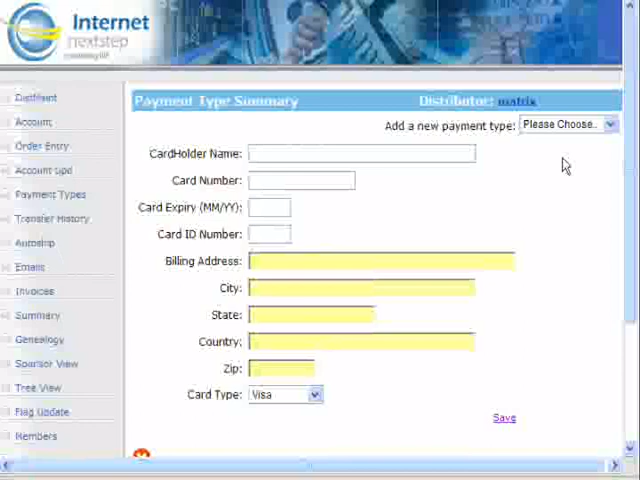 Internet
nextstep
Payment Type Summary
Distributor: matrix
Add a new payment type: Please Choose..
CardHolder Name:
Card Number:
Card Expiry (MM/YY):
Card ID Number:
Billing Address:
City:
State:
Country:
Zip:
Card Type: Visa
Save
Account
Order Entry
Account Upd
Payment Types
Transfer History
Autoship
Emails
Invoices
Summary
Genealogy
Sponsor View
Tree View
Flag Update
Members